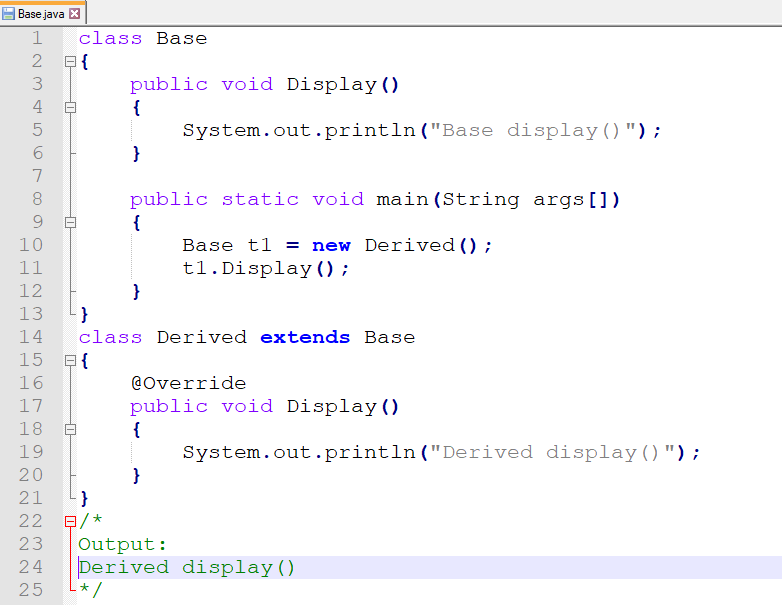 Base.java
1 class Base
2 {
3 public void Display()
4 {
5 System.out.println("Base display()");
6 }
7
8 public static void main(String args[])
9 {
10 Base t1 = new Derived();
11 t1.Display();
12 }
13 }
14 class Derived extends Base
15 {
16 @Override
17 public void Display()
18 {
19 System.out.println("Derived display()");
20 }
21 }
22 /*
23 Output:
24 Derived display()
25 */